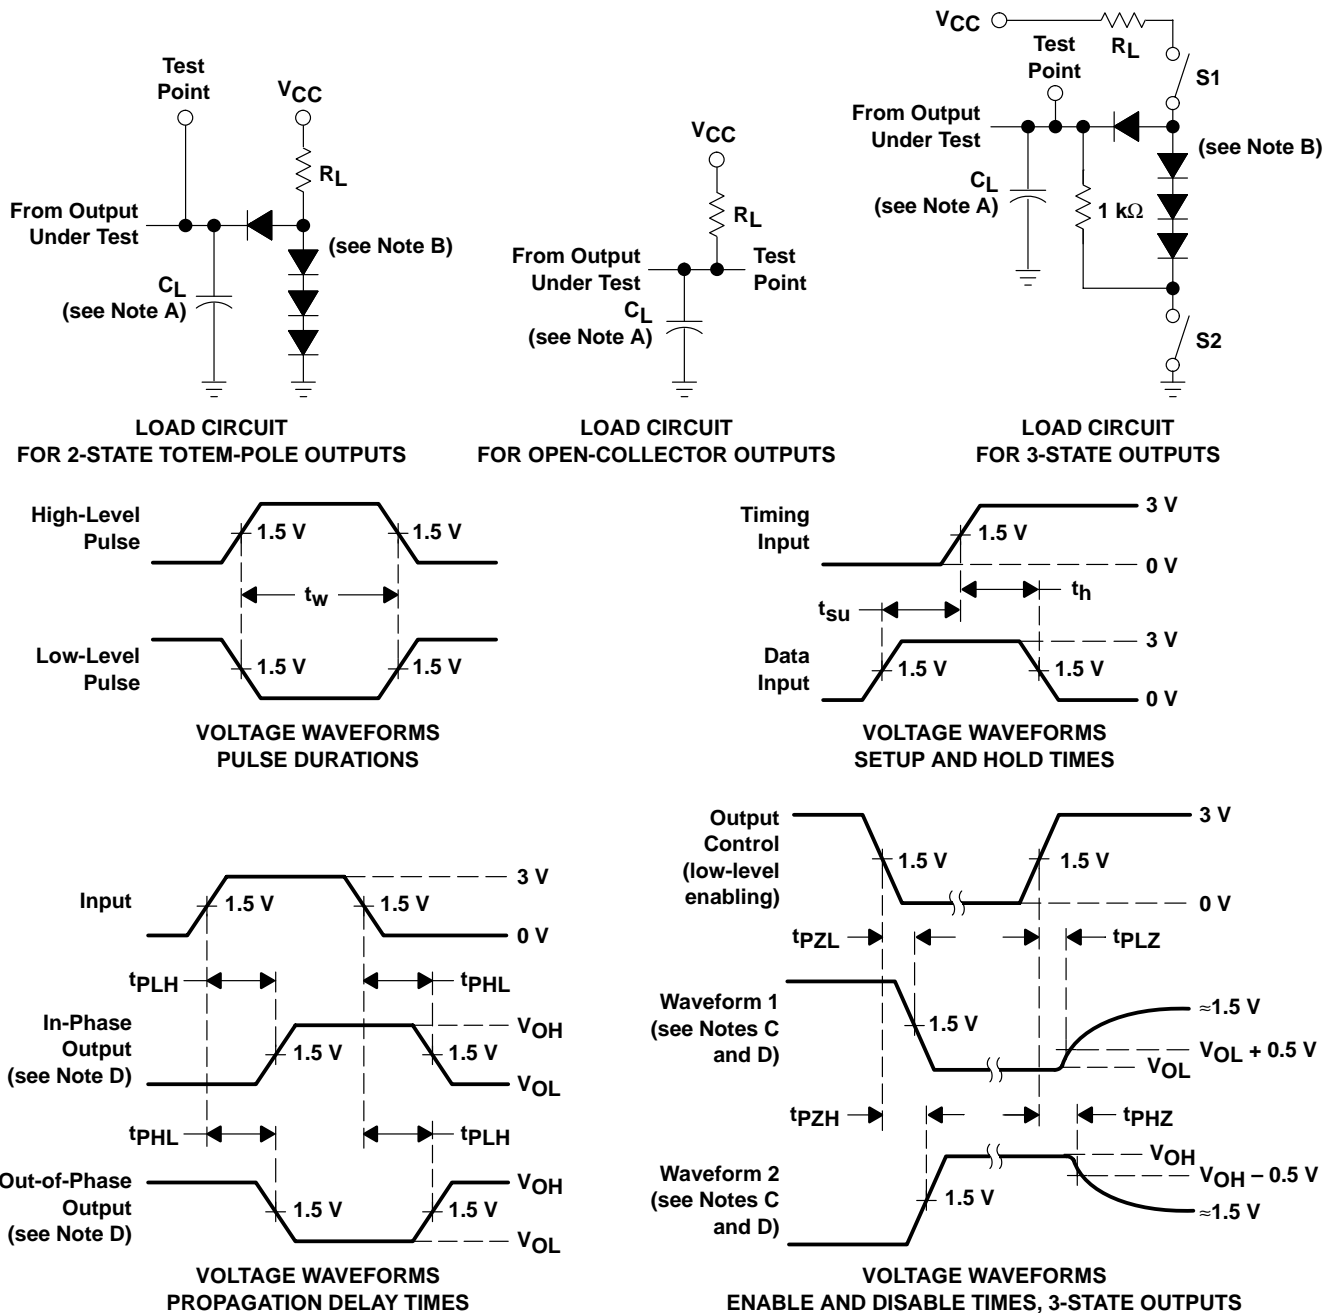 Test
Point
VCC
RL
From Output
Under Test
(see Note B)
CL
(see Note A)
LOAD CIRCUIT
FOR 2-STATE TOTEM-POLE OUTPUTS
VCC
RL
From Output
Under Test
Test
Point
CL
(see Note A)
LOAD CIRCUIT
FOR OPEN-COLLECTOR OUTPUTS
VCC
RL
Test
Point
S1
From Output
Under Test
(see Note B)
CL
(see Note A)
1 kΩ
S2
LOAD CIRCUIT
FOR 3-STATE OUTPUTS
High-Level
Pulse
1.5 V
1.5 V
tw
Low-Level
Pulse
1.5 V
1.5 V
VOLTAGE WAVEFORMS
PULSE DURATIONS
Timing
Input
1.5 V
3 V
0 V
th
tsu
Data
Input
1.5 V
1.5 V
3 V
0 V
VOLTAGE WAVEFORMS
SETUP AND HOLD TIMES
Input
1.5 V
1.5 V
3 V
0 V
tPLH
tPHL
In-Phase
Output
(see Note D)
1.5 V
1.5 V
VOH
VOL
tPHL
tPLH
Out-of-Phase
Output
(see Note D)
1.5 V
1.5 V
VOH
VOL
VOLTAGE WAVEFORMS
PROPAGATION DELAY TIMES
Output
Control
(low-level
enabling)
1.5 V
1.5 V
3 V
0 V
tPZL
tPLZ
Waveform 1
(see Notes C
and D)
1.5 V
≈1.5 V
VOL + 0.5 V
VOL
tPZH
tPHZ
Waveform 2
(see Notes C
and D)
1.5 V
VOH
VOH – 0.5 V
≈1.5 V
VOLTAGE WAVEFORMS
ENABLE AND DISABLE TIMES, 3-STATE OUTPUTS